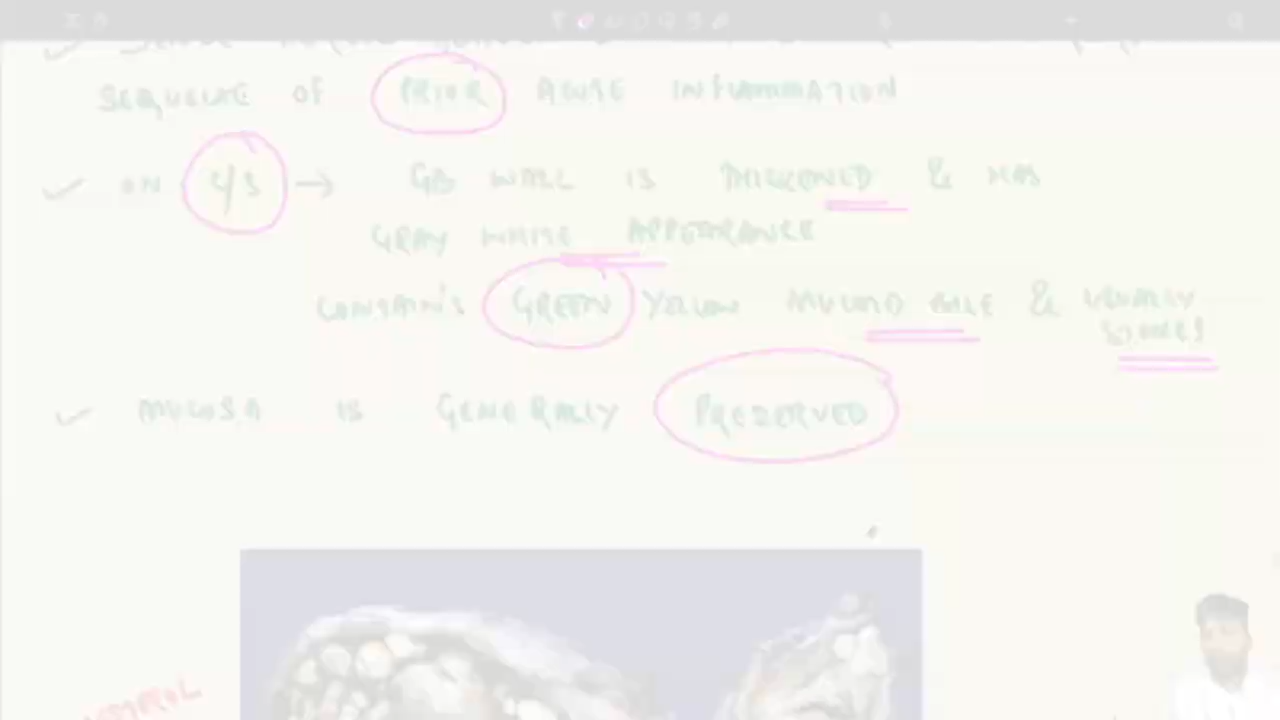 SEQUELAE OF PRIOR ACUTE INFLAMMATION
ON C/S → GB WALL IS THICKENED & HAS
GRAY WHITE APPEARANCE
CONTAIN'S GREEN YELLOW MUCOID BILE & USUALLY
STONES
MUCOSA IS GENERALLY PRESERVED